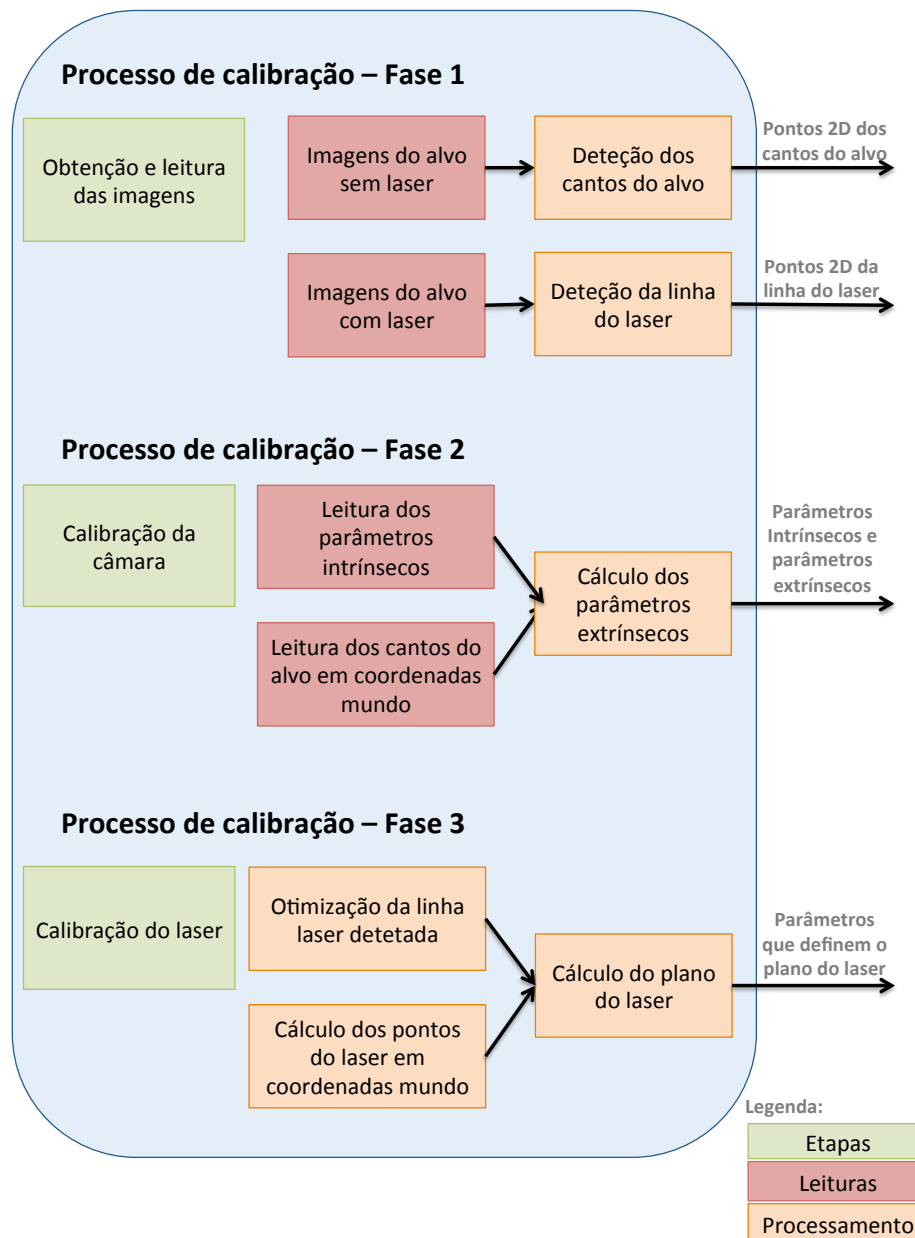 Processo de calibração – Fase 1
Obtenção e leitura
das imagens
Imagens do alvo
sem laser
Deteção dos
cantos do alvo
Pontos 2D dos
cantos do alvo
Imagens do alvo
com laser
Deteção da linha
do laser
Pontos 2D da
linha do laser
Processo de calibração – Fase 2
Calibração da
câmara
Leitura dos
parâmetros
intrínsecos
Leitura dos cantos do
alvo em coordenadas
mundo
Cálculo dos
parâmetros
extrínsecos
Parâmetros
Intrínsecos e
parâmetros
extrínsecos
Processo de calibração – Fase 3
Calibração do laser
Otimização da linha
laser detetada
Cálculo dos pontos
do laser em
coordenadas mundo
Cálculo do plano
do laser
Parâmetros
que definem o
plano do laser
Legenda:
Etapas
Leituras
Processamento